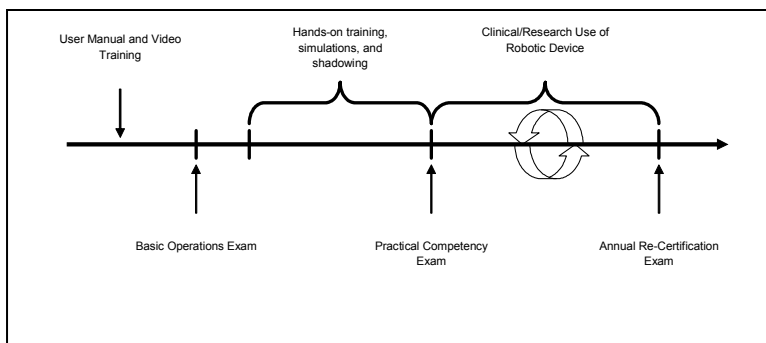 User Manual and Video
Training
Hands-on training,
simulations, and
shadowing
Clinical/Research Use of
Robotic Device
Basic Operations Exam
Practical Competency
Exam
Annual Re-Certification
Exam